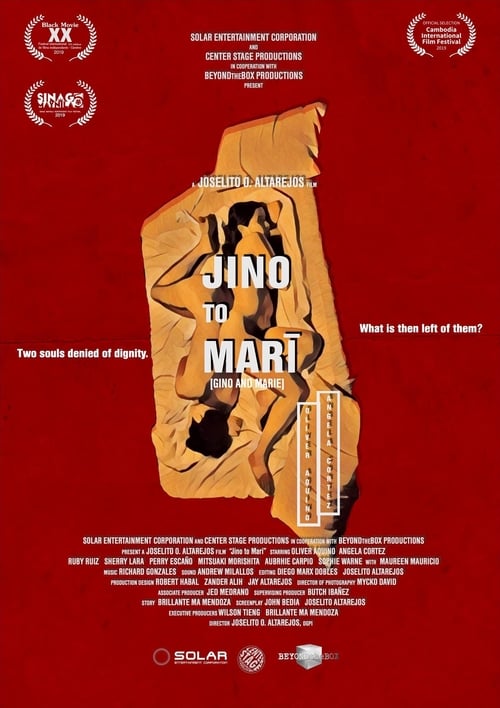 Black Movie
XX
2019
SINAG
2019
OFFICIAL SELECTION
Cambodia
International
Film Festival
2019
SOLAR ENTERTAINMENT CORPORATION
AND
CENTER STAGE PRODUCTIONS
IN COOPERATION WITH
BEYONDTHEBOX PRODUCTIONS
PRESENT
A JOSELITO O. ALTAREJOS FILM
JINO
TO
MARĪ
[GINO AND MARIE]
Two souls denied of dignity.
What is then left of them?
OLIVER AQUINO
ANGELA CORTEZ
SOLAR ENTERTAINMENT CORPORATION AND CENTER STAGE PRODUCTIONS IN COOPERATION WITH BEYONDTHEBOX PRODUCTIONS
PRESENT A JOSELITO O. ALTAREJOS FILM "Jino to Mari" STARRING OLIVER AQUINO ANGELA CORTEZ
RUBY RUIZ SHERRY LARA PERRY ESCAÑO MITSUAKI MORISHITA AUBRHIE CARPIO SOPHIE WARNE WITH MAUREEN MAURICIO
MUSIC RICHARD GONZALES SOUND ANDREW MILALLOS EDITING DIEGO MARX DOBLES JOSELITO ALTAREJOS
PRODUCTION DESIGN ROBERT HABAL ZANDER ALIH JAY ALTAREJOS DIRECTOR OF PHOTOGRAPHY MYCKO DAVID
ASSOCIATE PRODUCER JED MEDRANO SUPERVISING PRODUCER BUTCH IBAÑEZ
STORY BRILLANTE MA MENDOZA SCREENPLAY JOHN BEDIA JOSELITO ALTAREJOS
EXECUTIVE PRODUCERS WILSON TIENG BRILLANTE MA MENDOZA
DIRECTOR JOSELITO O. ALTAREJOS, DGPI
SOLAR
ENTERTAINMENT CORPORATION
BEYONDTHEBOX